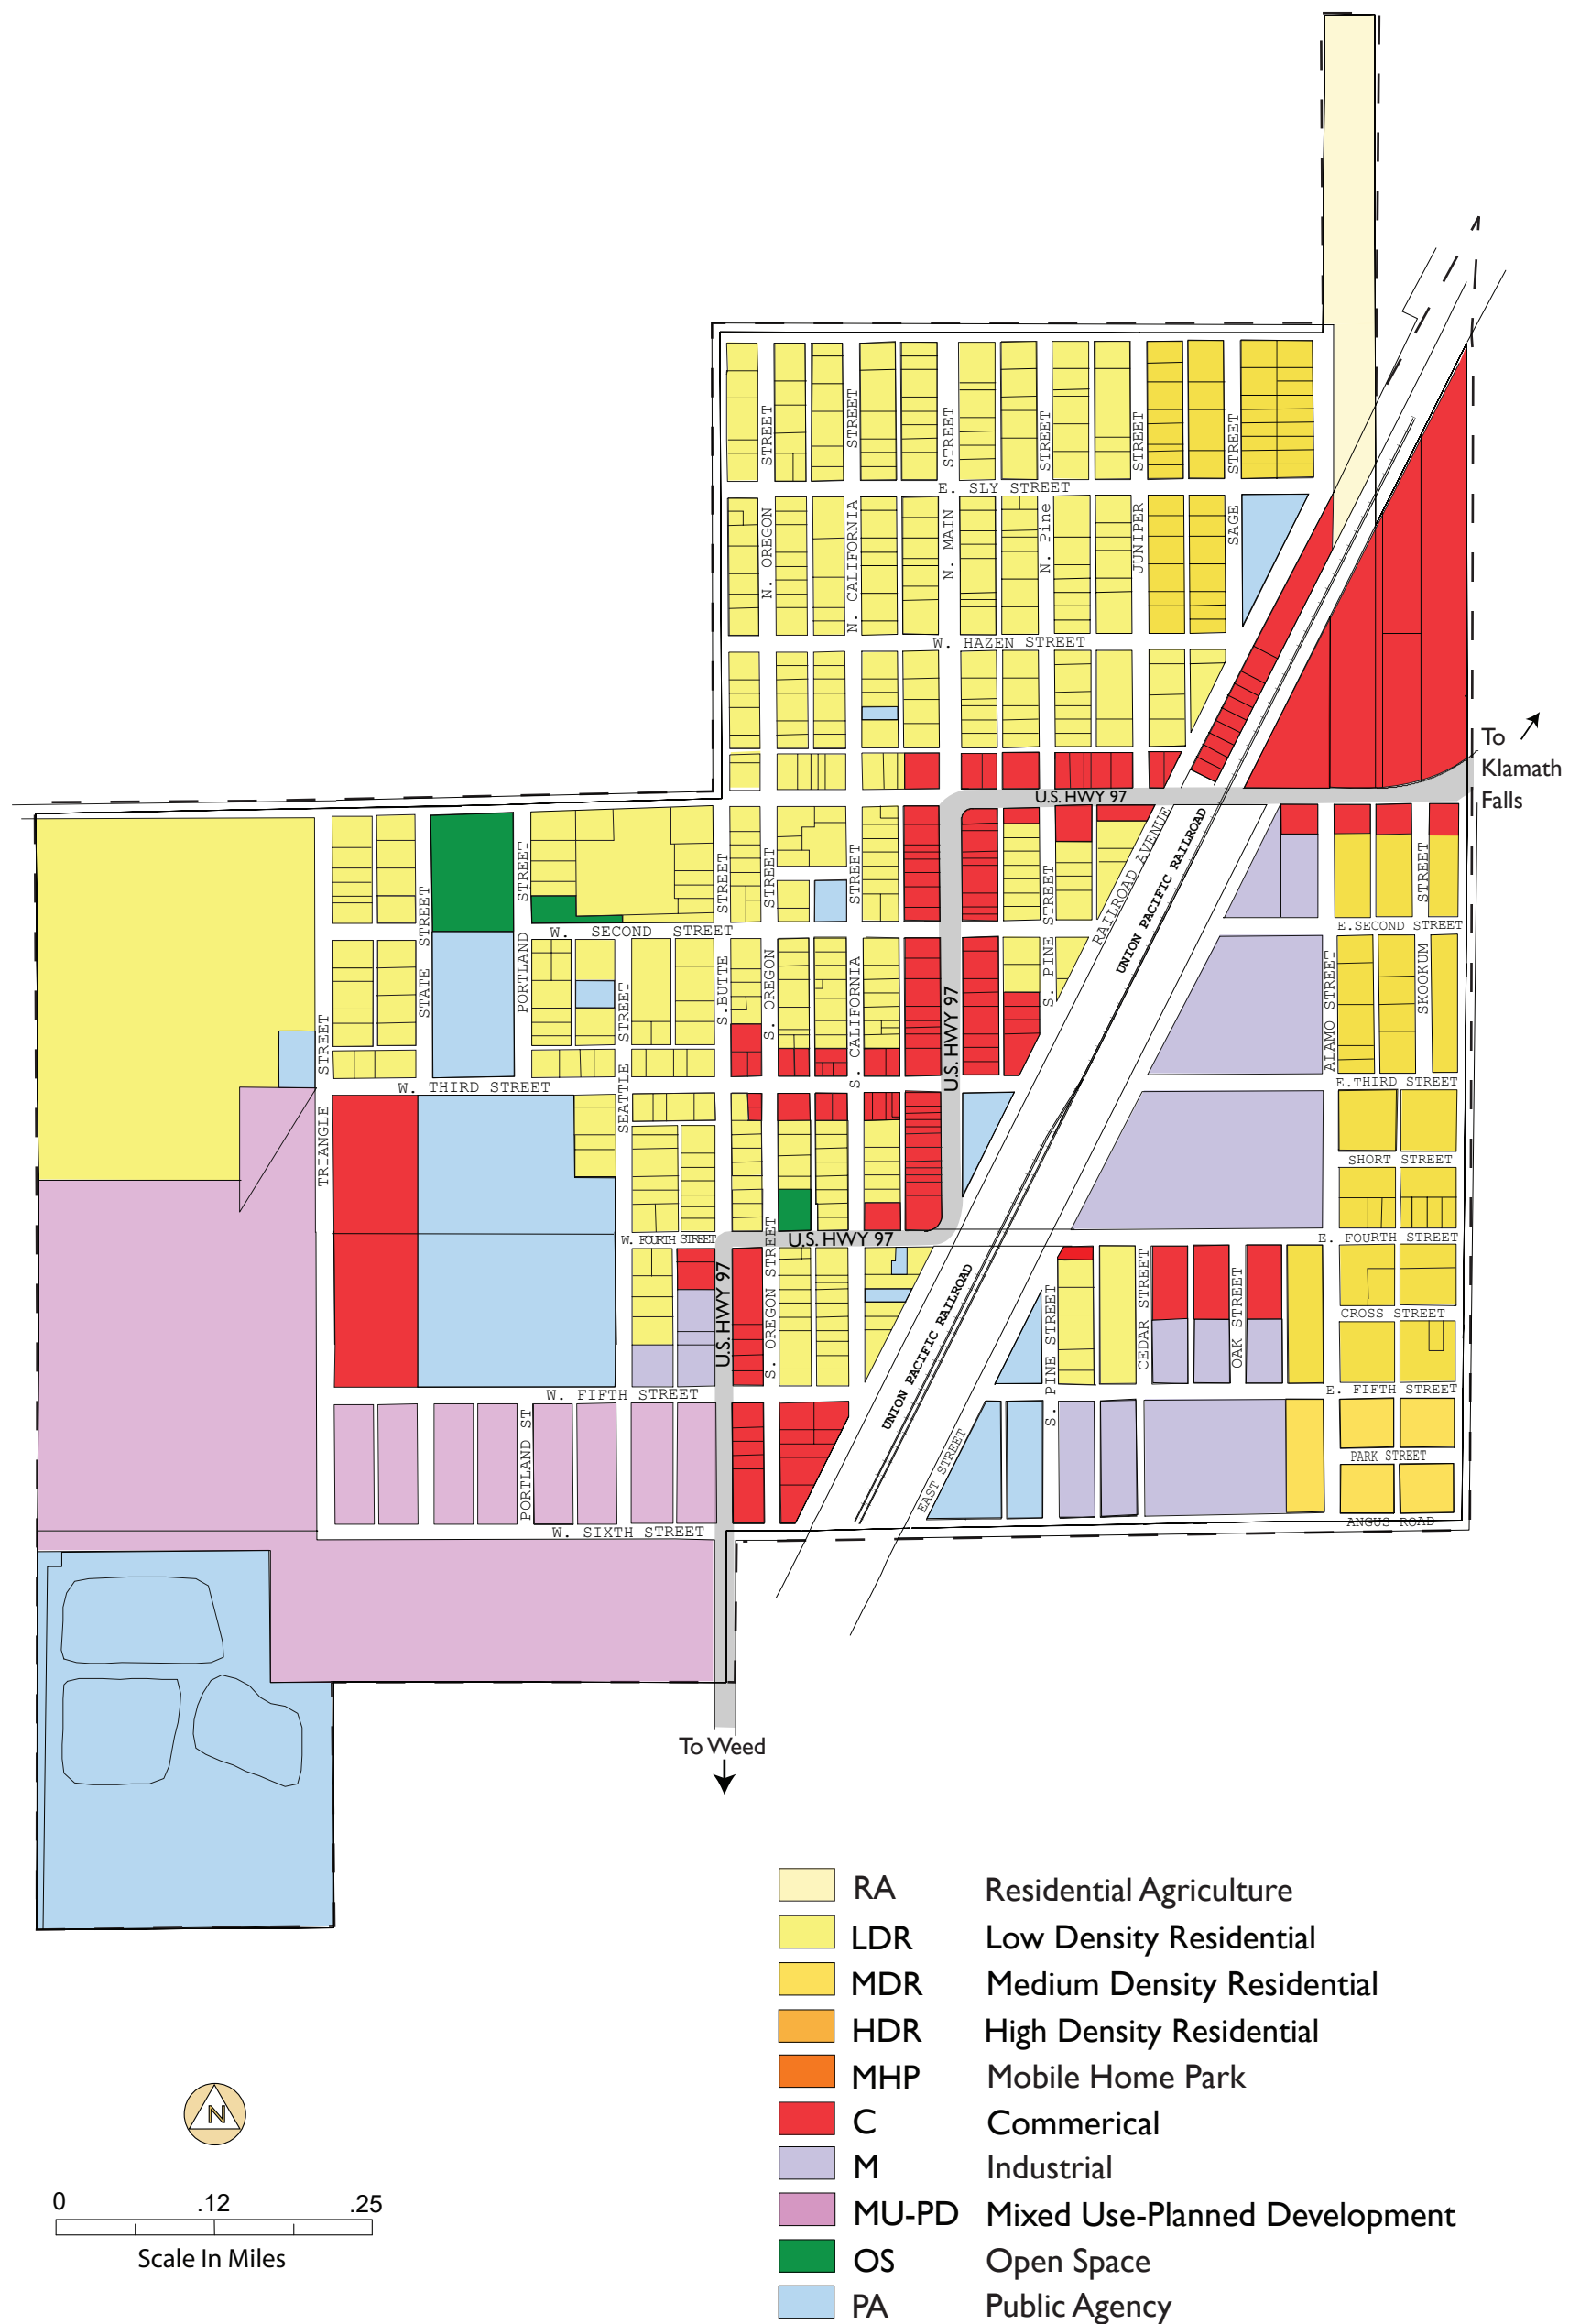 STREET
STREET
STREET
STREET
STREET
STREET
E. SLY STREET
N. OREGON
N. CALIFORNIA
N. MAIN
N. Pine
JUNIPER
SAGE
W. HAZEN STREET
To
Klamath
Falls
U.S. HWY 97
RAILROAD AVENUE
UNION PACIFIC RAILROAD
STREET
STREET
STREET
STREET
STREET
STREET
STREET
W. SECOND STREET
E.SECOND STREET
STATE
PORTLAND
STREET
S.BUTTE
S. OREGON
S. CALIFORNIA
U.S. HWY 97
S. PINE
ALAMO STREET
SKOOKUM
STREET
W. THIRD STREET
SEATTLE
E.THIRD STREET
TRIANGLE
SHORT STREET
W. FOURTH STREET
U.S. HWY 97
E. FOURTH STREET
U.S. HWY 97
S. OREGON STREET
UNION PACIFIC RAILROAD
S. PINE STREET
CEDAR STREET
OAK STREET
CROSS STREET
W. FIFTH STREET
E. FIFTH STREET
PORTLAND ST
EAST STREET
PARK STREET
W. SIXTH STREET
ANGUS ROAD
To Weed
RA Residential Agriculture
LDR Low Density Residential
MDR Medium Density Residential
HDR High Density Residential
MHP Mobile Home Park
C Commerical
M Industrial
MU-PD Mixed Use-Planned Development
OS Open Space
PA Public Agency
N
0 .12 .25
Scale In Miles